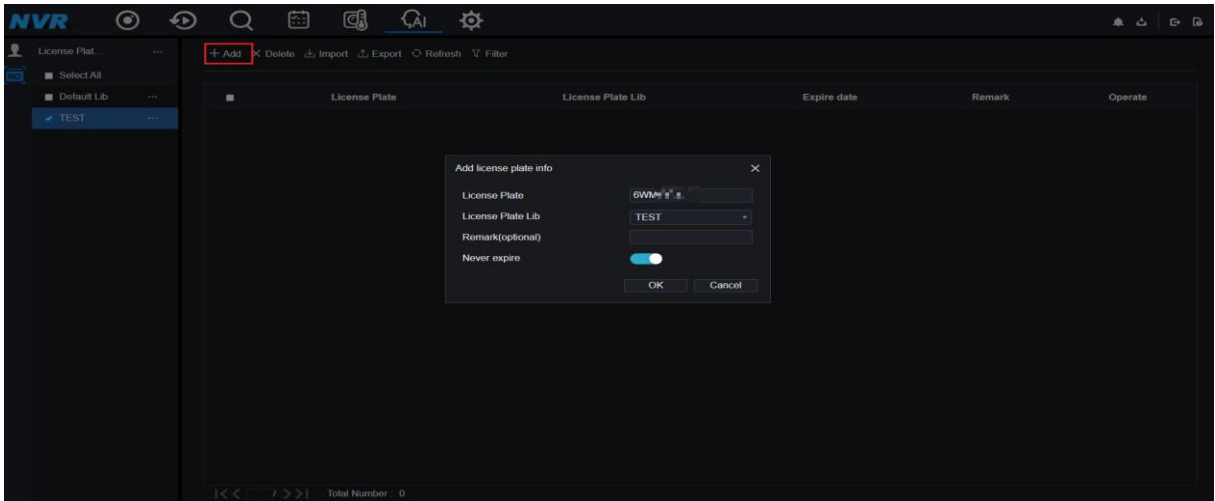 NVR AI
License Plat... ...
+ Add × Delete Import Export Refresh Filter
NO.
Select All
Default Lib ...
TEST ...
License Plate License Plate Lib Expire date Remark Operate
Add license plate info ×
License Plate
License Plate Lib TEST
Remark(optional)
Never expire
OK Cancel
|< < / > >| Total Number : 0